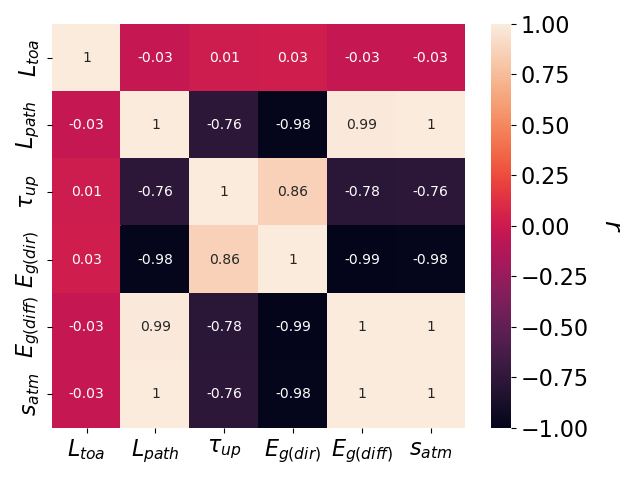 L_toa 1 -0.03 0.01 0.03 -0.03 -0.03
L_path -0.03 1 -0.76 -0.98 0.99 1
τ_up 0.01 -0.76 1 0.86 -0.78 -0.76
E_g(dir) 0.03 -0.98 0.86 1 -0.99 -0.98
E_g(diff) -0.03 0.99 -0.78 -0.99 1 1
s_atm -0.03 1 -0.76 -0.98 1 1
L_toa L_path τ_up E_g(dir) E_g(diff) s_atm
1.00
0.75
0.50
0.25
0.00
−0.25
−0.50
−0.75
−1.00
r